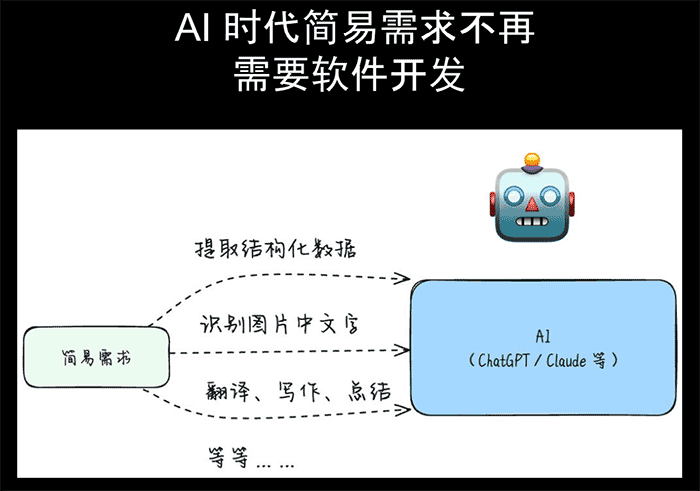 AI 时代简易需求不再
需要软件开发
提取结构化数据
识别图片中文字
简易需求
AI
（ChatGPT / Claude 等）
翻译、写作、总结
等等... ...